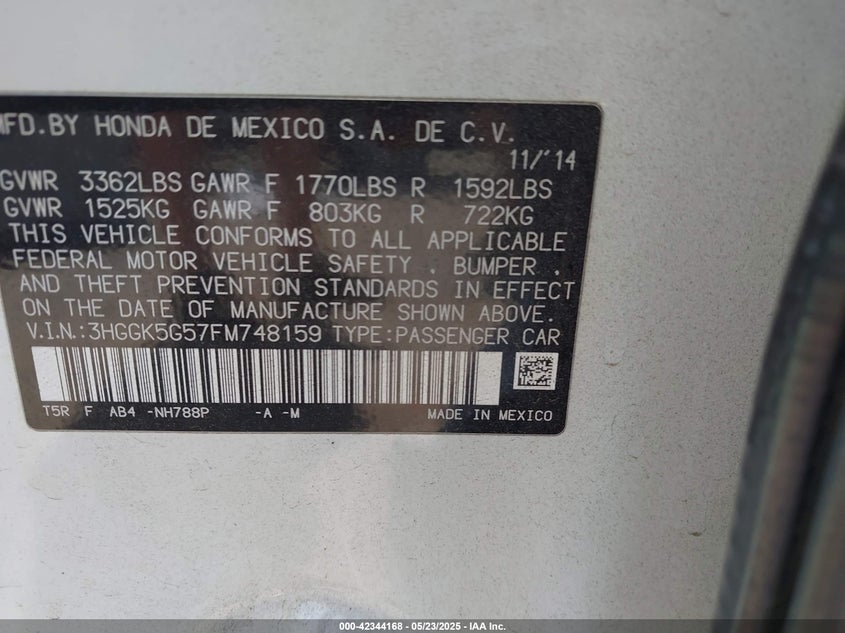 MFD.BY HONDA DE MEXICO S.A. DE C.V.
11/'14
GVWR 3362LBS GAWR F 1770LBS R 1592LBS
GVWR 1525KG GAWR F 803KG R 722KG
THIS VEHICLE CONFORMS TO ALL APPLICABLE
FEDERAL MOTOR VEHICLE SAFETY , BUMPER ,
AND THEFT PREVENTION STANDARDS IN EFFECT
ON THE DATE OF MANUFACTURE SHOWN ABOVE.
V.I.N.:3HGGK5G57FM748159 TYPE:PASSENGER CAR
T5R F AB4 -NH788P -A -M MADE IN MEXICO
000-42344168 - 05/23/2025 - IAA Inc.